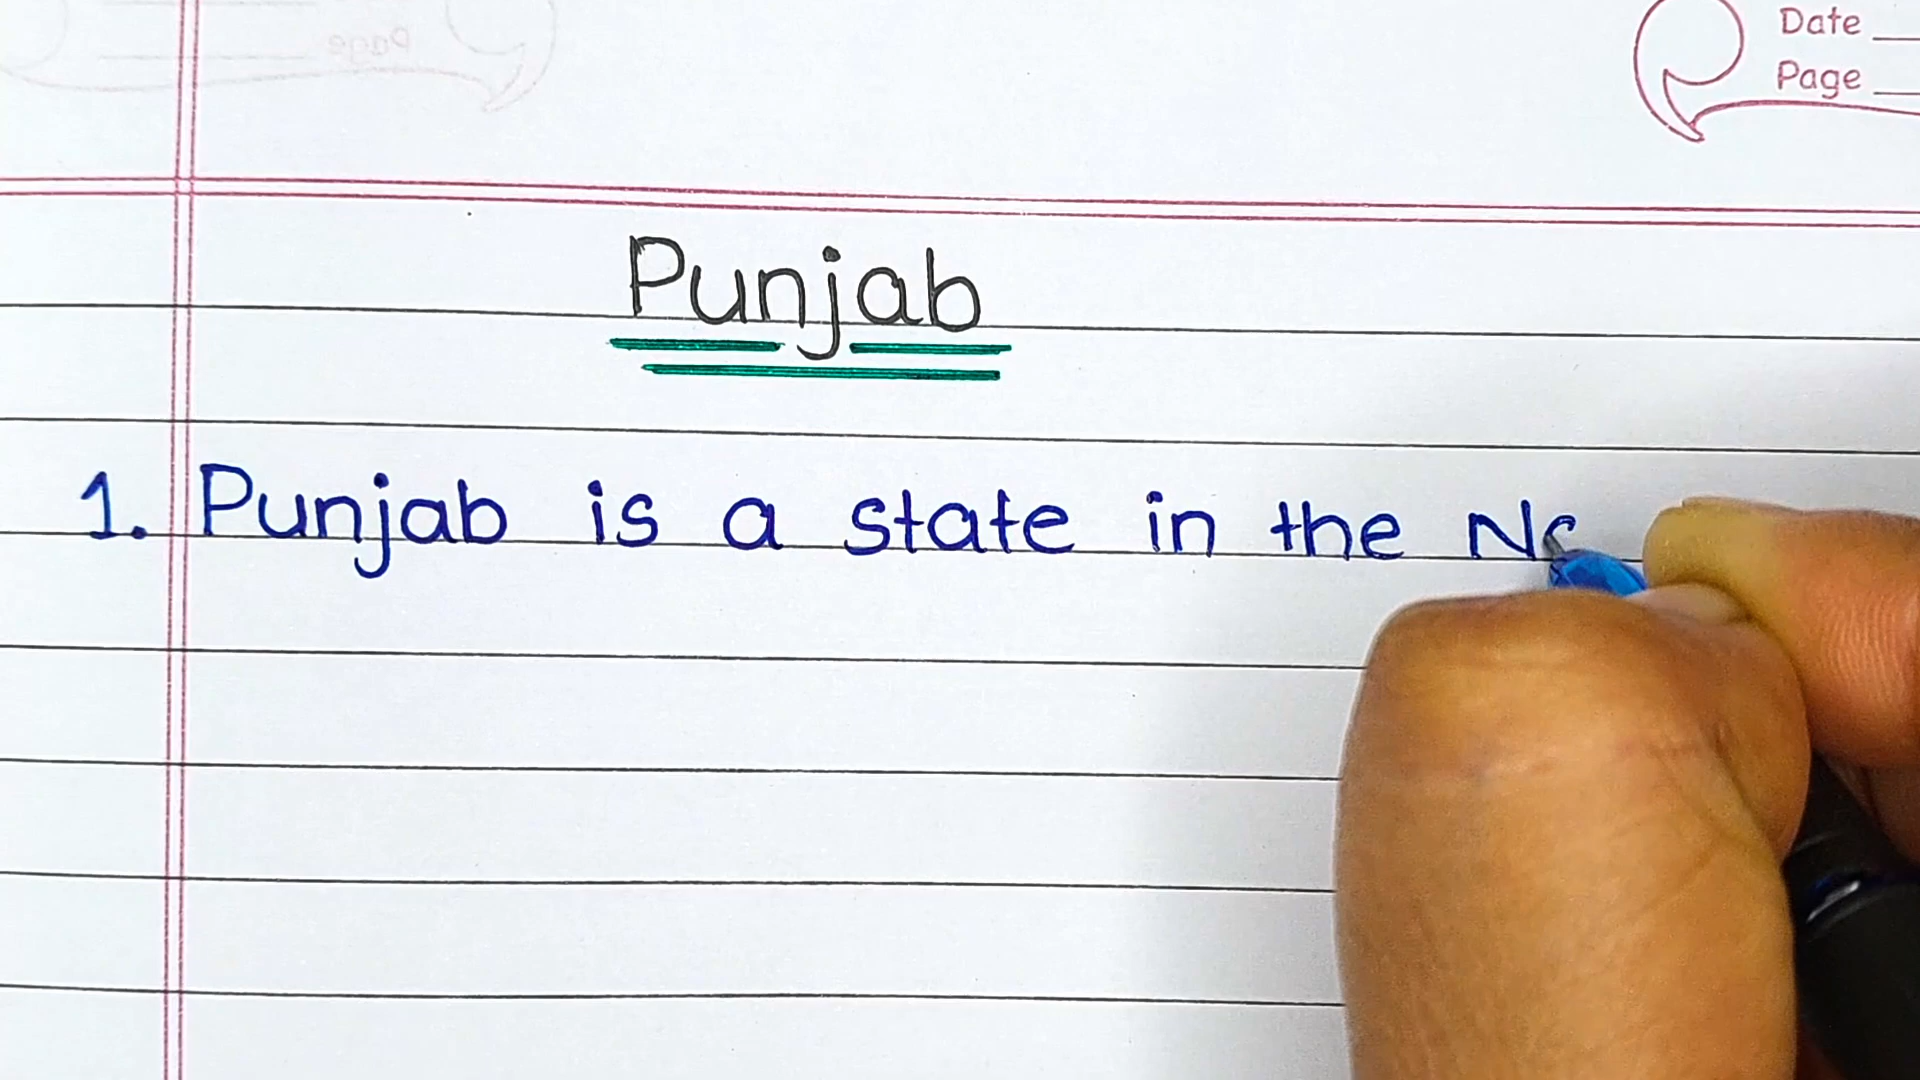 Date
Page
Punjab
1. Punjab is a state in the